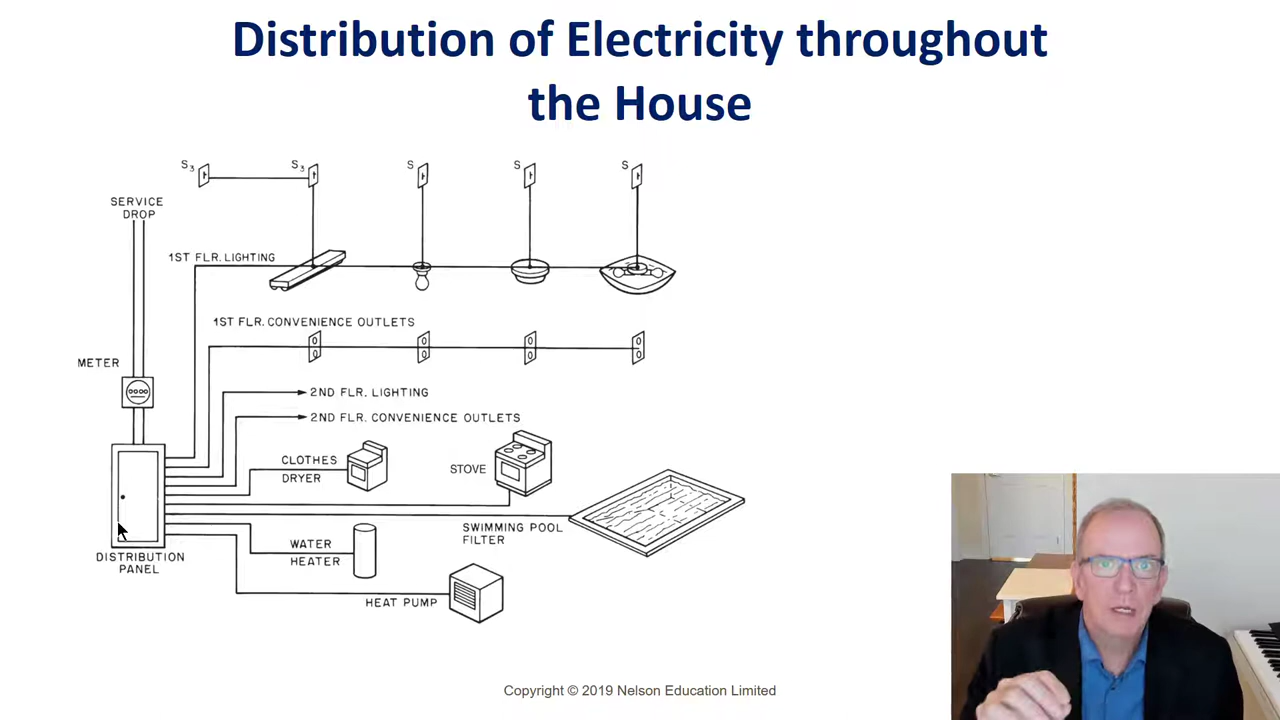 Distribution of Electricity throughout
the House
S3
S3
S
S
S
SERVICE
DROP
1ST FLR. LIGHTING
1ST FLR. CONVENIENCE OUTLETS
METER
2ND FLR. LIGHTING
2ND FLR. CONVENIENCE OUTLETS
CLOTHES
DRYER
STOVE
SWIMMING POOL
FILTER
WATER
HEATER
DISTRIBUTION
PANEL
HEAT PUMP
Copyright © 2019 Nelson Education Limited